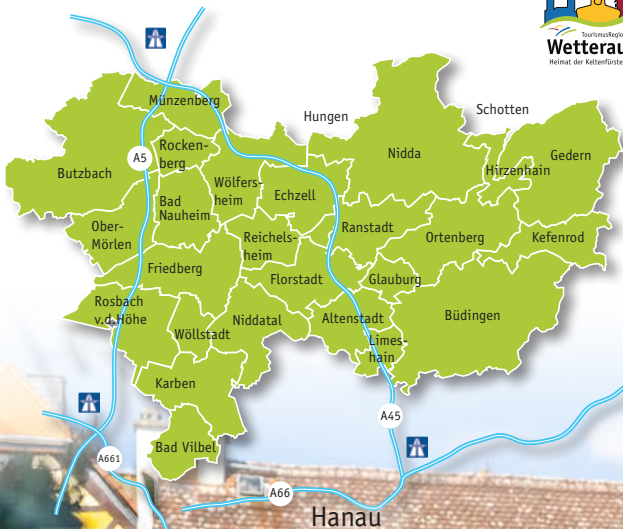 TourismusRegion
Wetterau
Heimat der Keltenfürsten
Münzenberg
Hungen
Schotten
A5
Rocken-
berg
Nidda
Gedern
Butzbach
Hirzenhain
Wölfers-
heim
Echzell
Bad
Nauheim
Ober-
Mörlen
Ranstadt
Ortenberg
Kefenrod
Reichels-
heim
Friedberg
Florstadt
Glauburg
Rosbach
v.d.Höhe
Wöllstadt
Niddatal
Altenstadt
Büdingen
Limes-
hain
Karben
A45
Bad Vilbel
A661
A66
Hanau